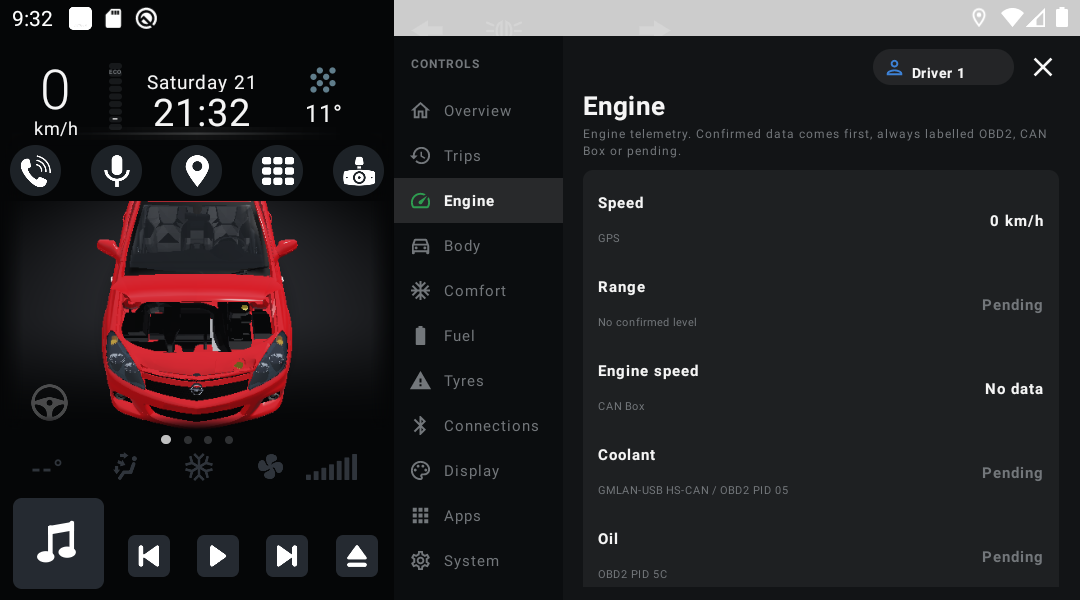 9:32
0
km/h
ECO
Saturday 21
21:32
11°
--°
CONTROLS
Overview
Trips
Engine
Body
Comfort
Fuel
Tyres
Connections
Display
Apps
System
Driver 1
Engine
Engine telemetry. Confirmed data comes first, always labelled OBD2, CAN
Box or pending.
Speed
0 km/h
GPS
Range
Pending
No confirmed level
Engine speed
No data
CAN Box
Coolant
Pending
GMLAN-USB HS-CAN / OBD2 PID 05
Oil
Pending
OBD2 PID 5C